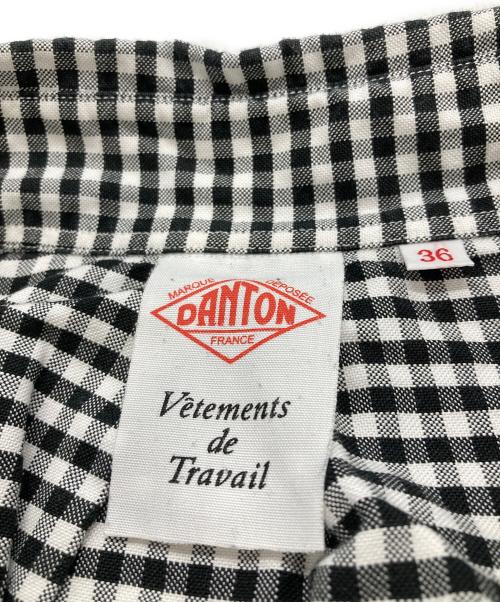 MARQUE DÉPOSÉE
DANTON
FRANCE
Vêtements
de
Travail
36